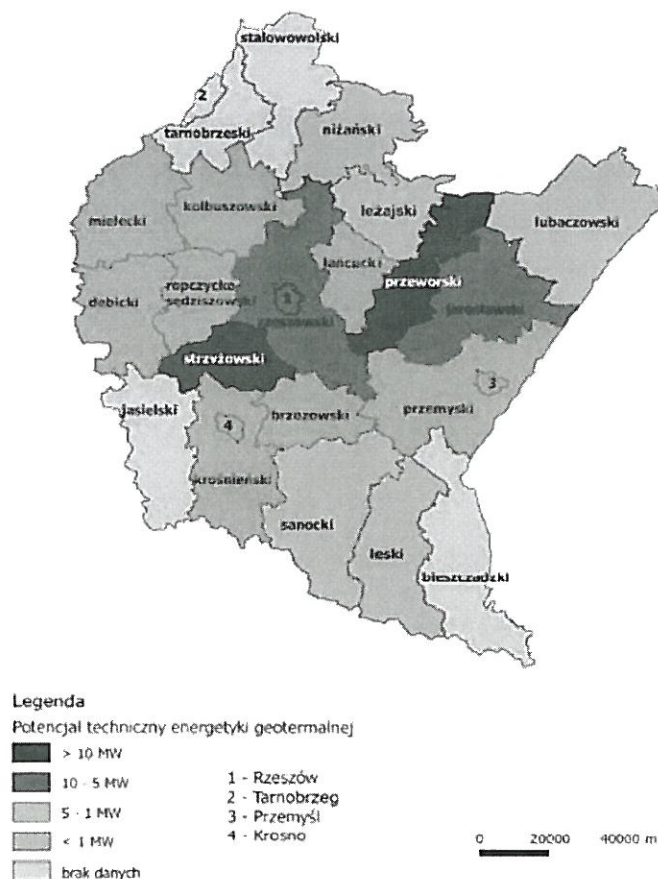 stalowowolski
2
tarnobrzeski
niżański
mielecki
kolbuszowski
leżajski
lubaczowski
łańcucki
dębicki
ropczycko-
sędziszowski
1
rzeszowski
przeworski
jarosławski
strzyżowski
jasielski
4
brzozowski
przemyski
3
krośnieński
sanocki
leski
bieszczadzki
Legenda
Potencjał techniczny energetyki geotermalnej
> 10 MW
10 - 5 MW
5 - 1 MW
< 1 MW
brak danych
1 - Rzeszów
2 - Tarnobrzeg
3 - Przemyśl
4 - Krosno
0 20000 40000 m